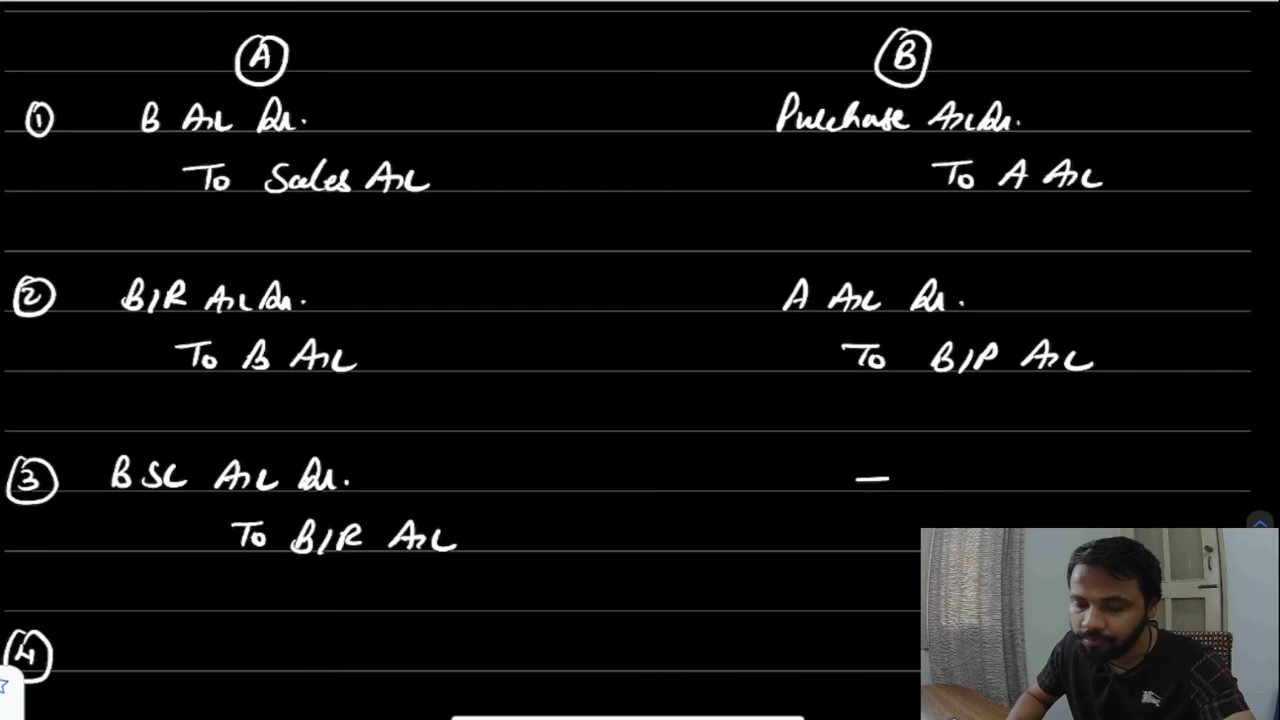 A B
1 B A/c Dr. Purchase A/c Dr.
To Sales A/c To A A/c
2 B/R A/c Dr. A A/c Dr.
To B A/c To B/P A/c
3 BSC A/c Dr. —
To B/R A/c
4